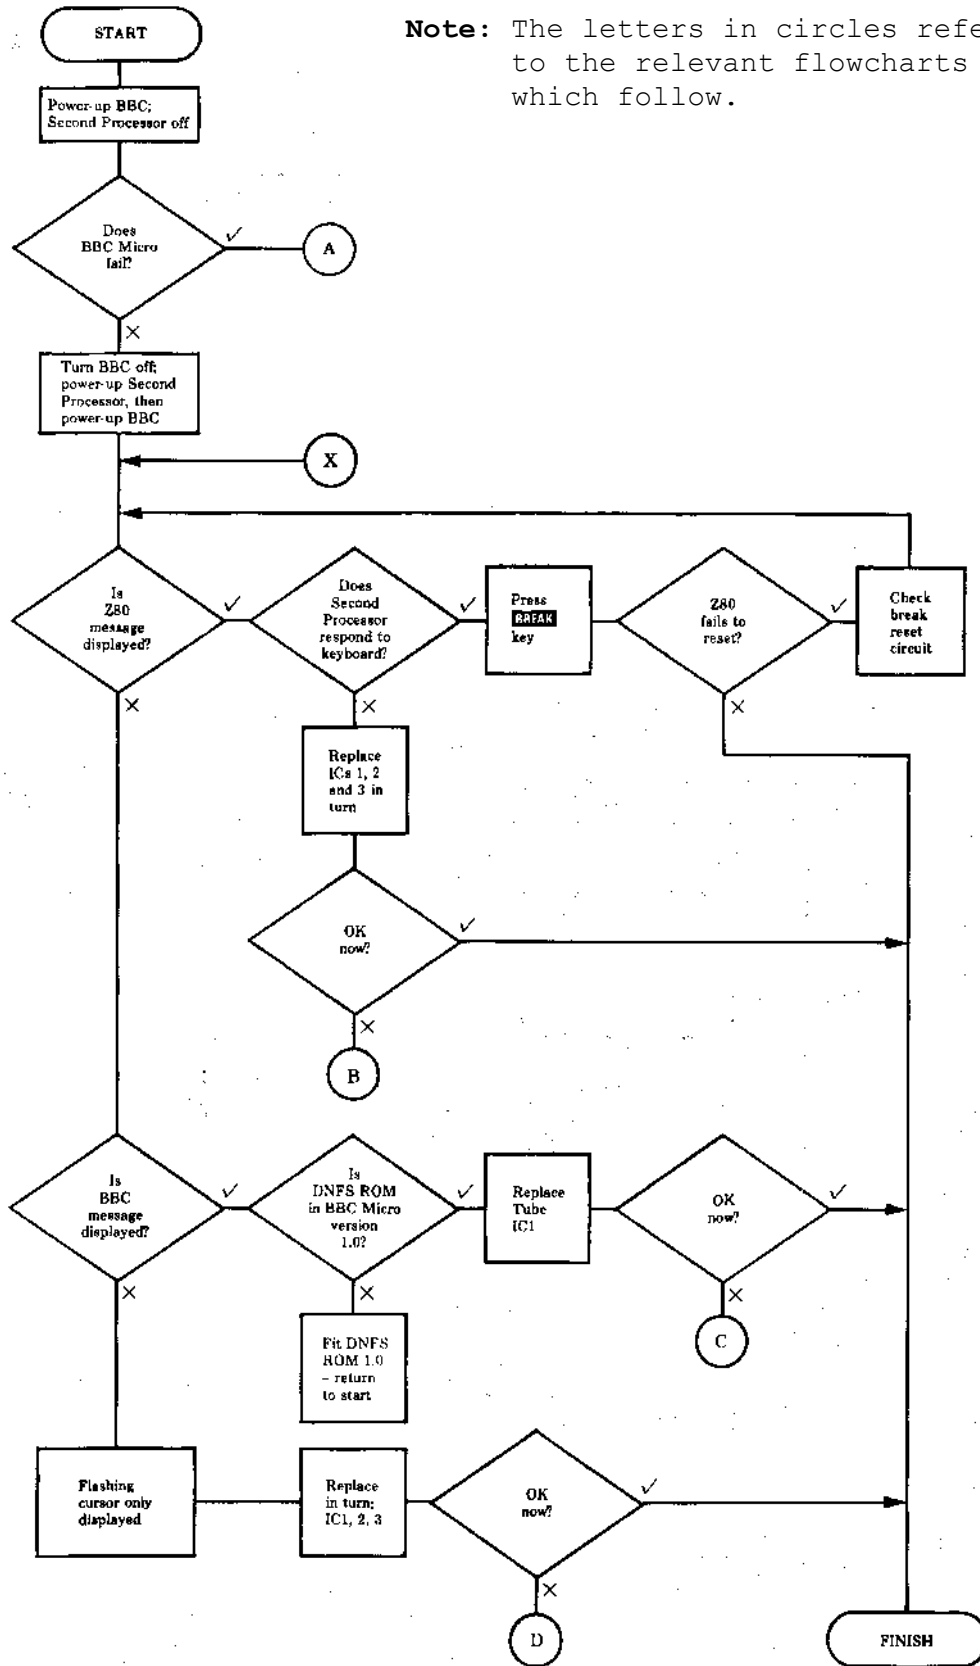 START
Note: The letters in circles refe
to the relevant flowcharts
which follow.
Power-up BBC;
Second Processor off
Does
BBC Micro
fail?
✓
A
×
Turn BBC off;
power-up Second
Processor, then
power-up BBC
X
Is
Z80
message
displayed?
✓
×
Does
Second
Processor
respond to
keyboard?
✓
×
Press
BREAK
key
Z80
fails to
reset?
✓
×
Check
break
reset
circuit
Replace
ICs 1, 2
and 3 in
turn
OK
now?
✓
×
B
Is
BBC
message
displayed?
✓
×
Is
DNFS ROM
in BBC Micro
version
1.0?
✓
×
Replace
Tube
IC1
OK
now?
✓
×
C
Fit DNFS
ROM 1.0
– return
to start
Flashing
cursor only
displayed
Replace
in turn:
IC1, 2, 3
OK
now?
✓
×
D
FINISH